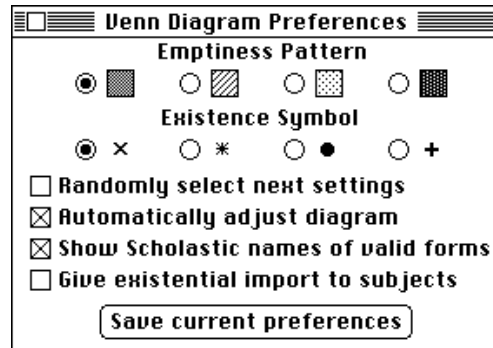 Venn Diagram Preferences
Emptiness Pattern
Existence Symbol
× * ● +
Randomly select next settings
Automatically adjust diagram
Show Scholastic names of valid forms
Give existential import to subjects
Save current preferences